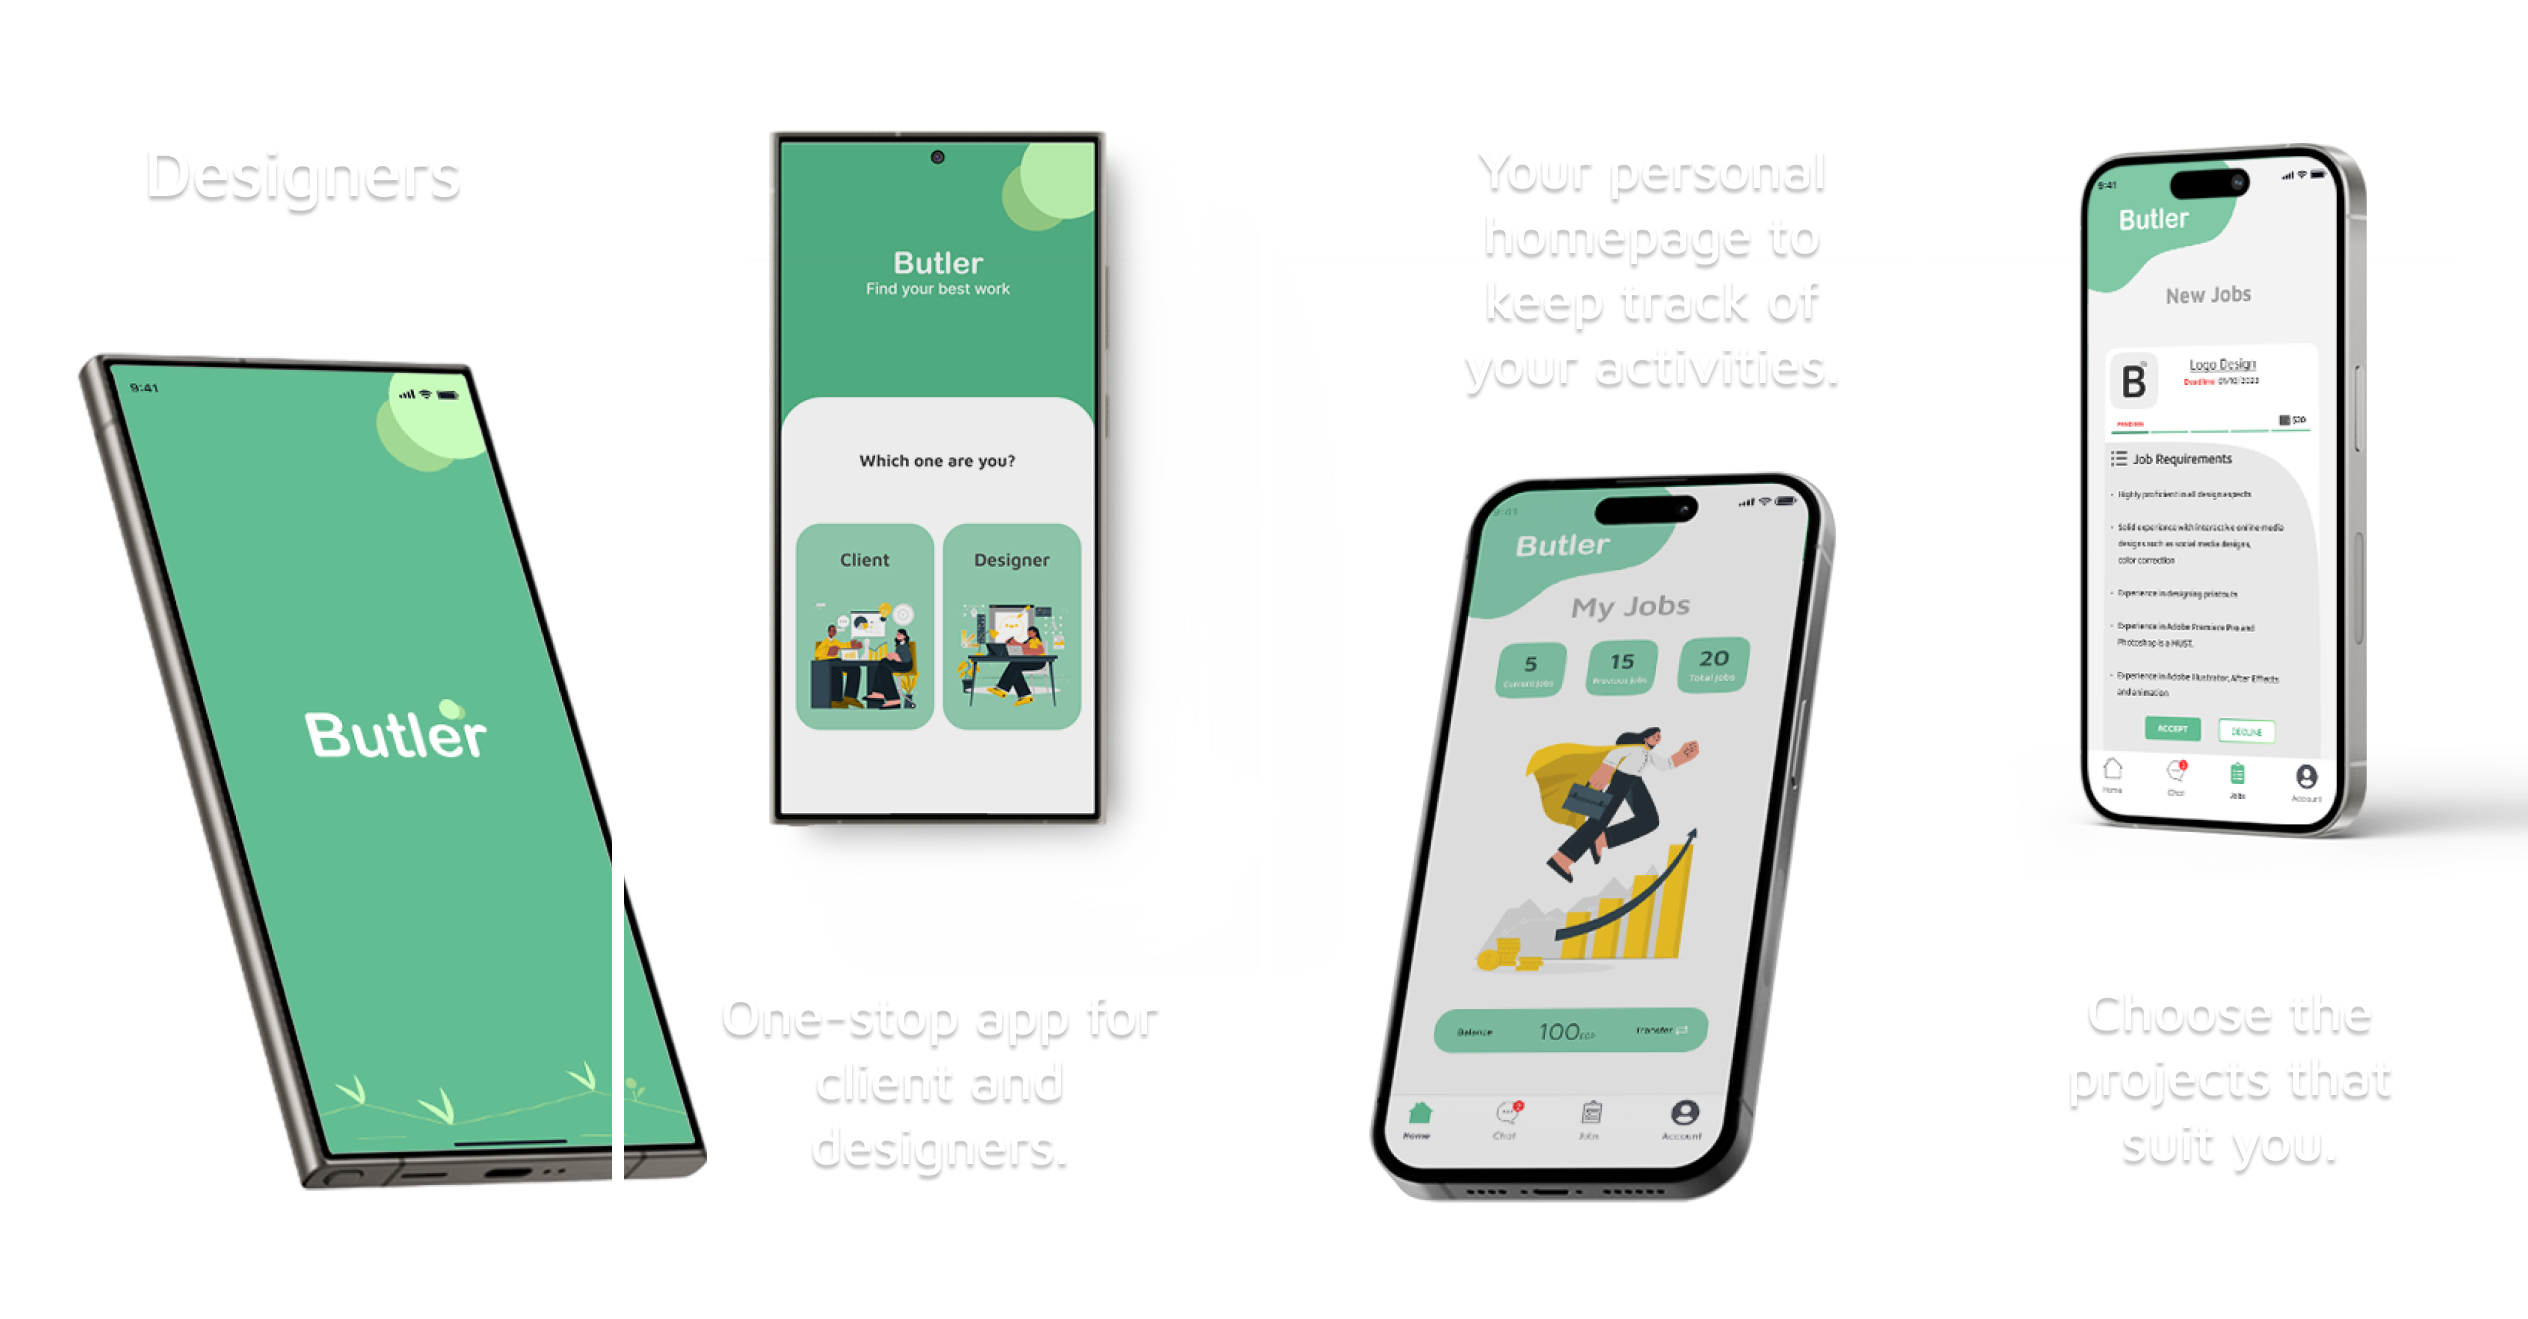 Designers
9:41
Butler
Butler
Find your best work
Which one are you?
Client
Designer
One-stop app for
client and
designers.
Your personal
homepage to
keep track of
your activities.
9:41
Butler
My Jobs
5
Current Jobs
15
Previous Jobs
20
Total Jobs
Balance
100 EGP
Transfer
2
Home
Chat
Jobs
Account
9:41
Butler
New Jobs
B
Logo Design
Deadline 01/10/2023
PENDING
Job Requirements
· Highly proficient in all design aspects
· Solid experience with interactive online media
designs such as social media designs,
color correction
· Experience in designing printouts
· Experience in Adobe Premiere Pro and
Photoshop is a MUST.
· Experience in Adobe Illustrator, After Effects
and animation
ACCEPT
DECLINE
2
Home
Chat
Jobs
Account
Choose the
projects that
suit you.